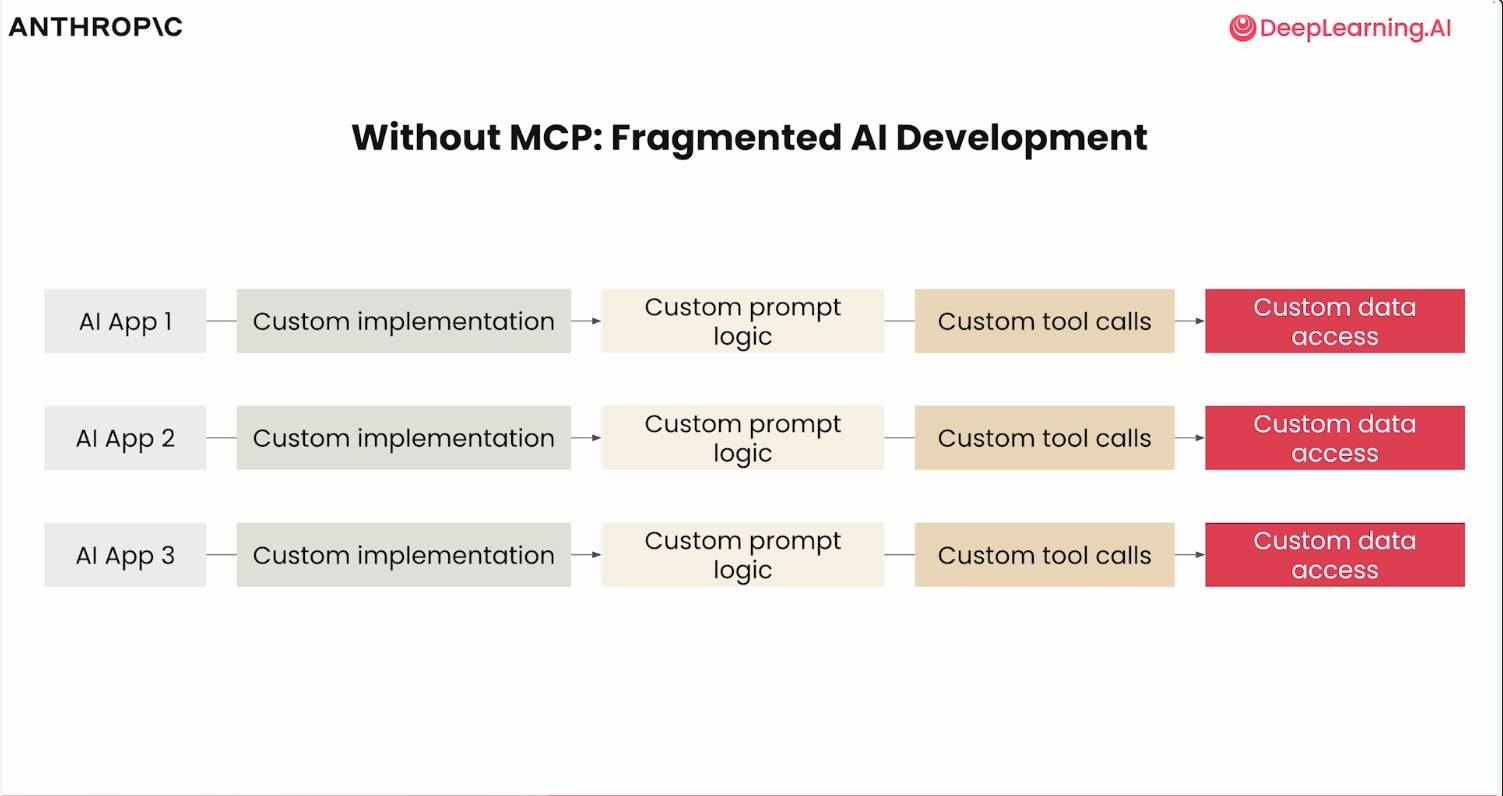 ANTHROP\C
DeepLearning.AI
Without MCP: Fragmented AI Development
AI App 1
Custom implementation
Custom prompt
logic
Custom tool calls
Custom data
access
AI App 2
Custom implementation
Custom prompt
logic
Custom tool calls
Custom data
access
AI App 3
Custom implementation
Custom prompt
logic
Custom tool calls
Custom data
access